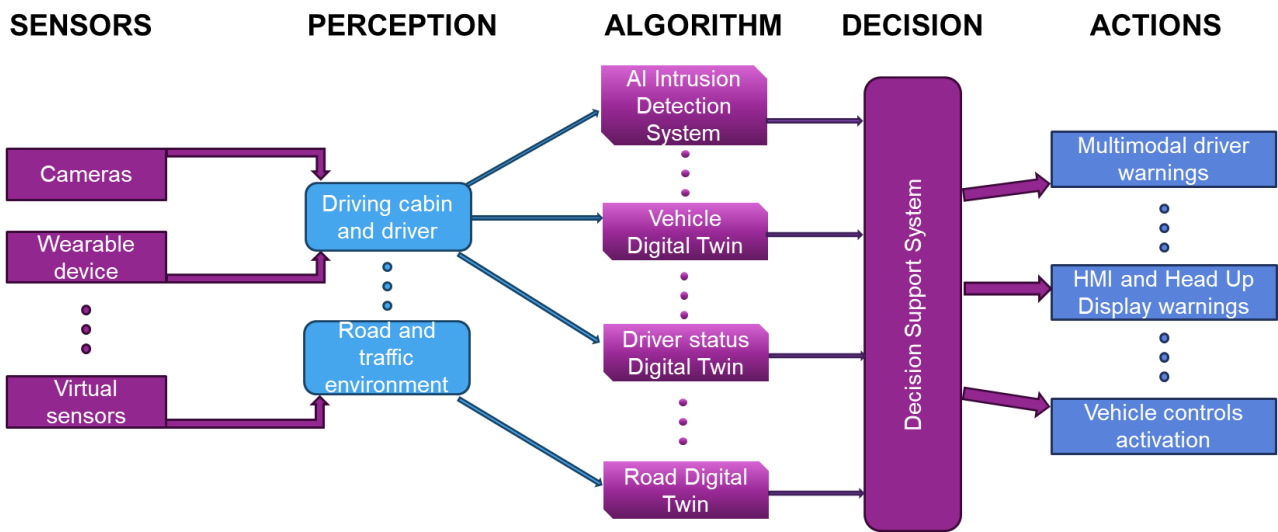 SENSORS
PERCEPTION
ALGORITHM
DECISION
ACTIONS
Cameras
Wearable
device
Virtual
sensors
Driving cabin
and driver
Road and
traffic
environment
AI Intrusion
Detection
System
Vehicle
Digital Twin
Driver status
Digital Twin
Road Digital
Twin
Decision Support System
Multimodal driver
warnings
HMI and Head Up
Display warnings
Vehicle controls
activation